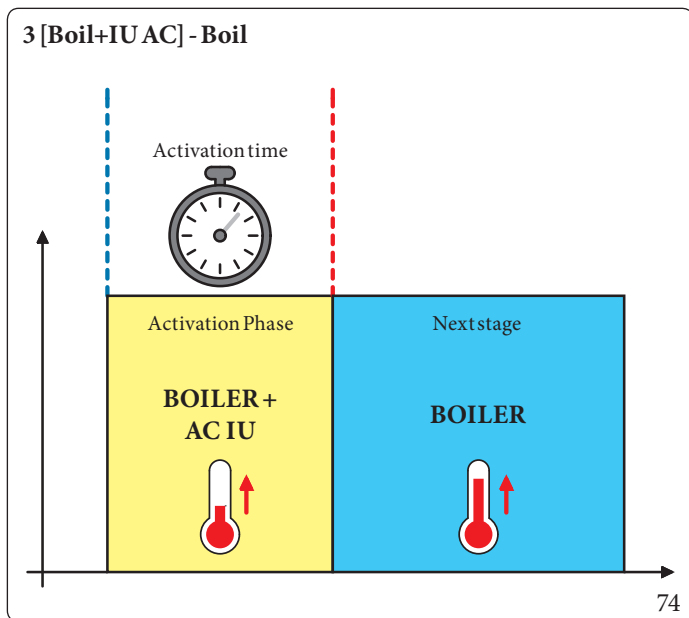 3 [Boil+IU AC] - Boil
Activation time
Activation Phase
Next stage
BOILER +
AC IU
BOILER
74